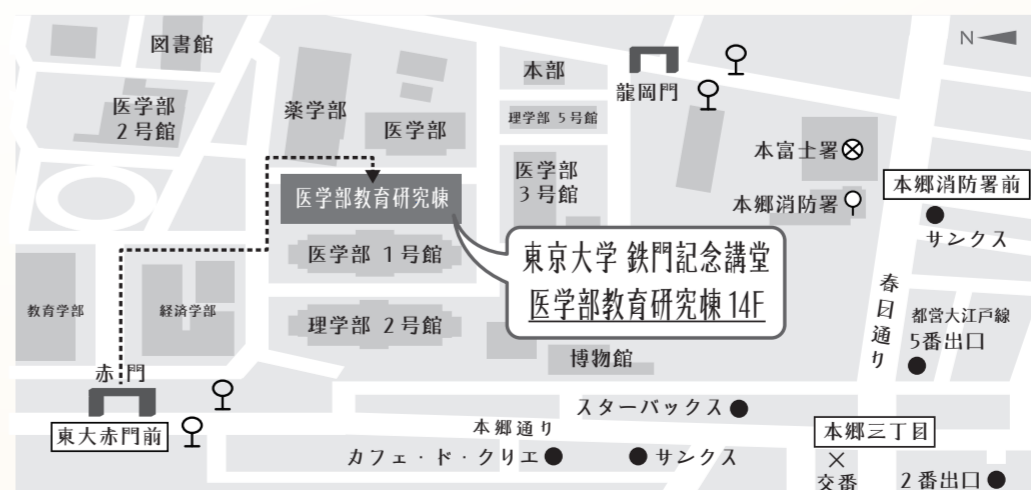 図書館
N
医学部
2号館
薬学部
医学部
本部
理学部 5号館
龍岡門
医学部
3号館
本富士署
本郷消防署
本郷消防署前
サンクス
医学部教育研究棟
医学部 1号館
理学部 2号館
東京大学 鉄門記念講堂
医学部教育研究棟 14F
教育学部
経済学部
春日通り
都営大江戸線
5番出口
博物館
赤門
東大赤門前
スターバックス
本郷通り
カフェ・ド・クリエ
サンクス
本郷三丁目
交番
2番出口